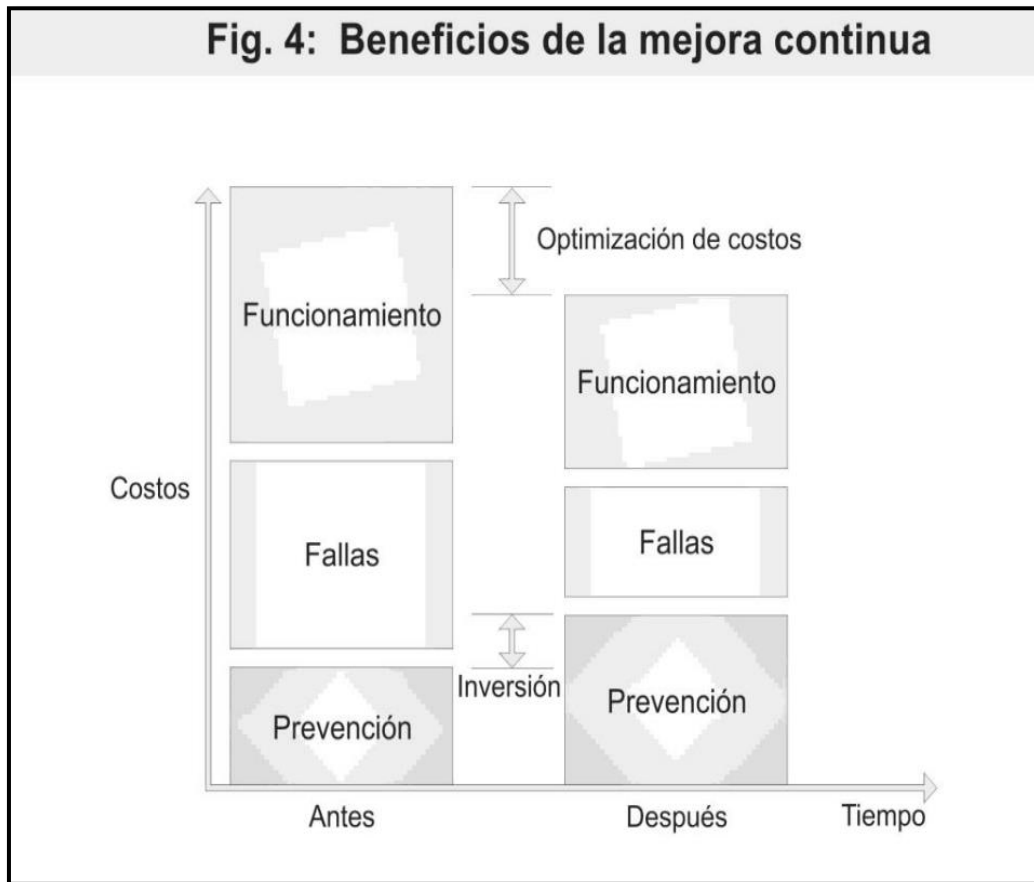 Fig. 4: Beneficios de la mejora continua
Optimización de costos
Funcionamiento
Funcionamiento
Costos
Fallas
Fallas
Inversión
Prevención
Prevención
Antes
Después
Tiempo